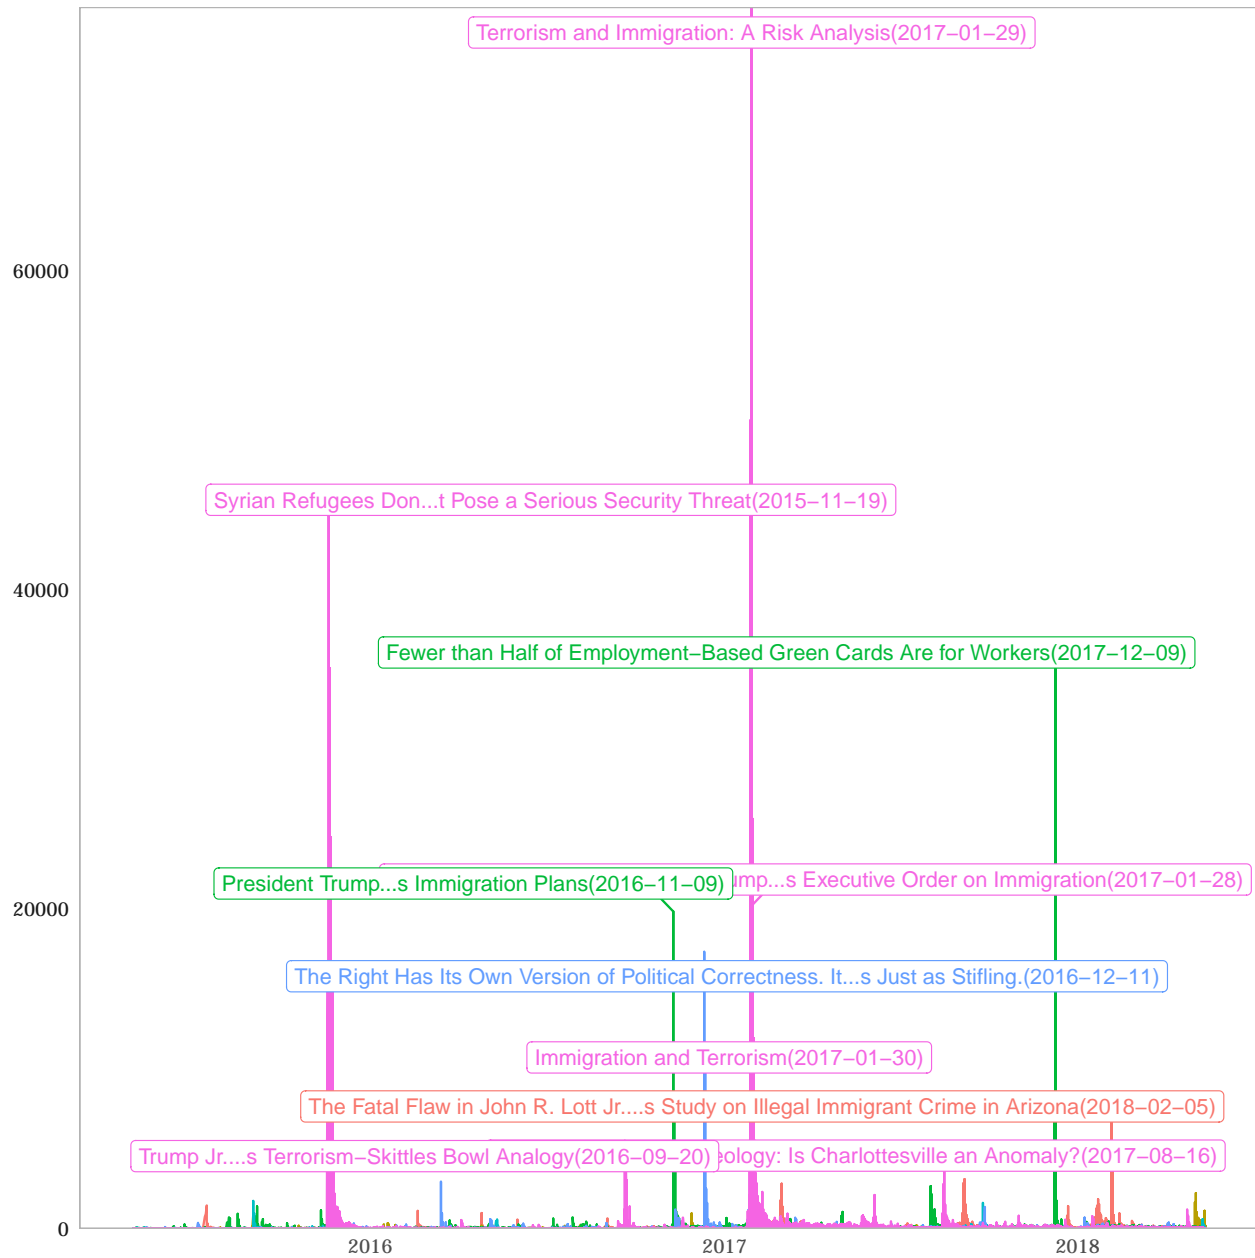 Terrorism and Immigration: A Risk Analysis(2017−01−29)
60000
Syrian Refugees Don...t Pose a Serious Security Threat(2015−11−19)
40000
Fewer than Half of Employment−Based Green Cards Are for Workers(2017−12−09)
President Trump...s Immigration Plans(2016−11−09)
ump...s Executive Order on Immigration(2017−01−28)
20000
The Right Has Its Own Version of Political Correctness. It...s Just as Stifling.(2016−12−11)
Immigration and Terrorism(2017−01−30)
The Fatal Flaw in John R. Lott Jr....s Study on Illegal Immigrant Crime in Arizona(2018−02−05)
Trump Jr....s Terrorism−Skittles Bowl Analogy(2016−09−20)
eology: Is Charlottesville an Anomaly?(2017−08−16)
0
2016
2017
2018